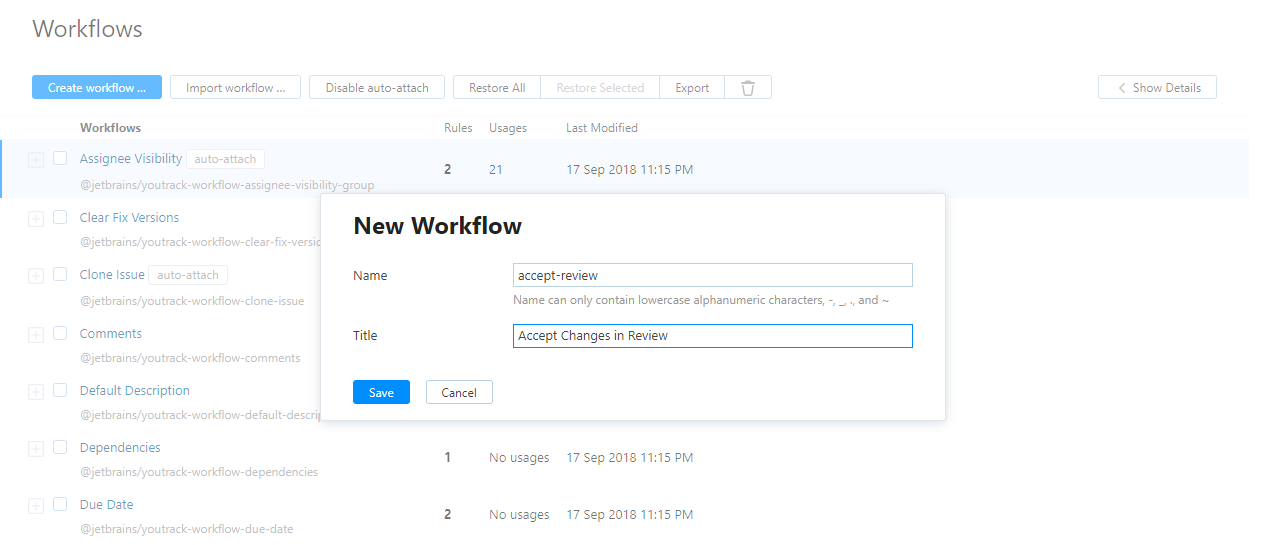 Workflows
Create workflow ... Import workflow ... Disable auto-attach Restore All Restore Selected Export Show Details
Workflows Rules Usages Last Modified
Assignee Visibility auto-attach
@jetbrains/youtrack-workflow-assignee-visibility-group
2 21 17 Sep 2018 11:15 PM
Clear Fix Versions
@jetbrains/youtrack-workflow-clear-fix-versio
Clone Issue auto-attach
@jetbrains/youtrack-workflow-clone-issue
Comments
@jetbrains/youtrack-workflow-comments
Default Description
@jetbrains/youtrack-workflow-default-descrip
New Workflow
Name accept-review
Name can only contain lowercase alphanumeric characters, -, _, ., and ~
Title Accept Changes in Review
Save Cancel
Dependencies
@jetbrains/youtrack-workflow-dependencies
1 No usages 17 Sep 2018 11:15 PM
Due Date
@jetbrains/youtrack-workflow-due-date
2 No usages 17 Sep 2018 11:15 PM